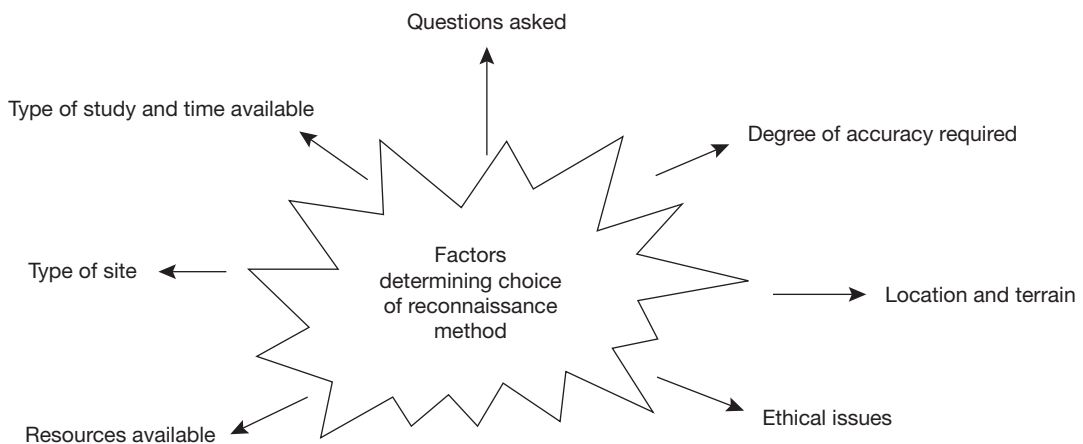 Questions asked
Type of study and time available
Degree of accuracy required
Factors
determining choice
of reconnaissance
method
Type of site
Location and terrain
Ethical issues
Resources available